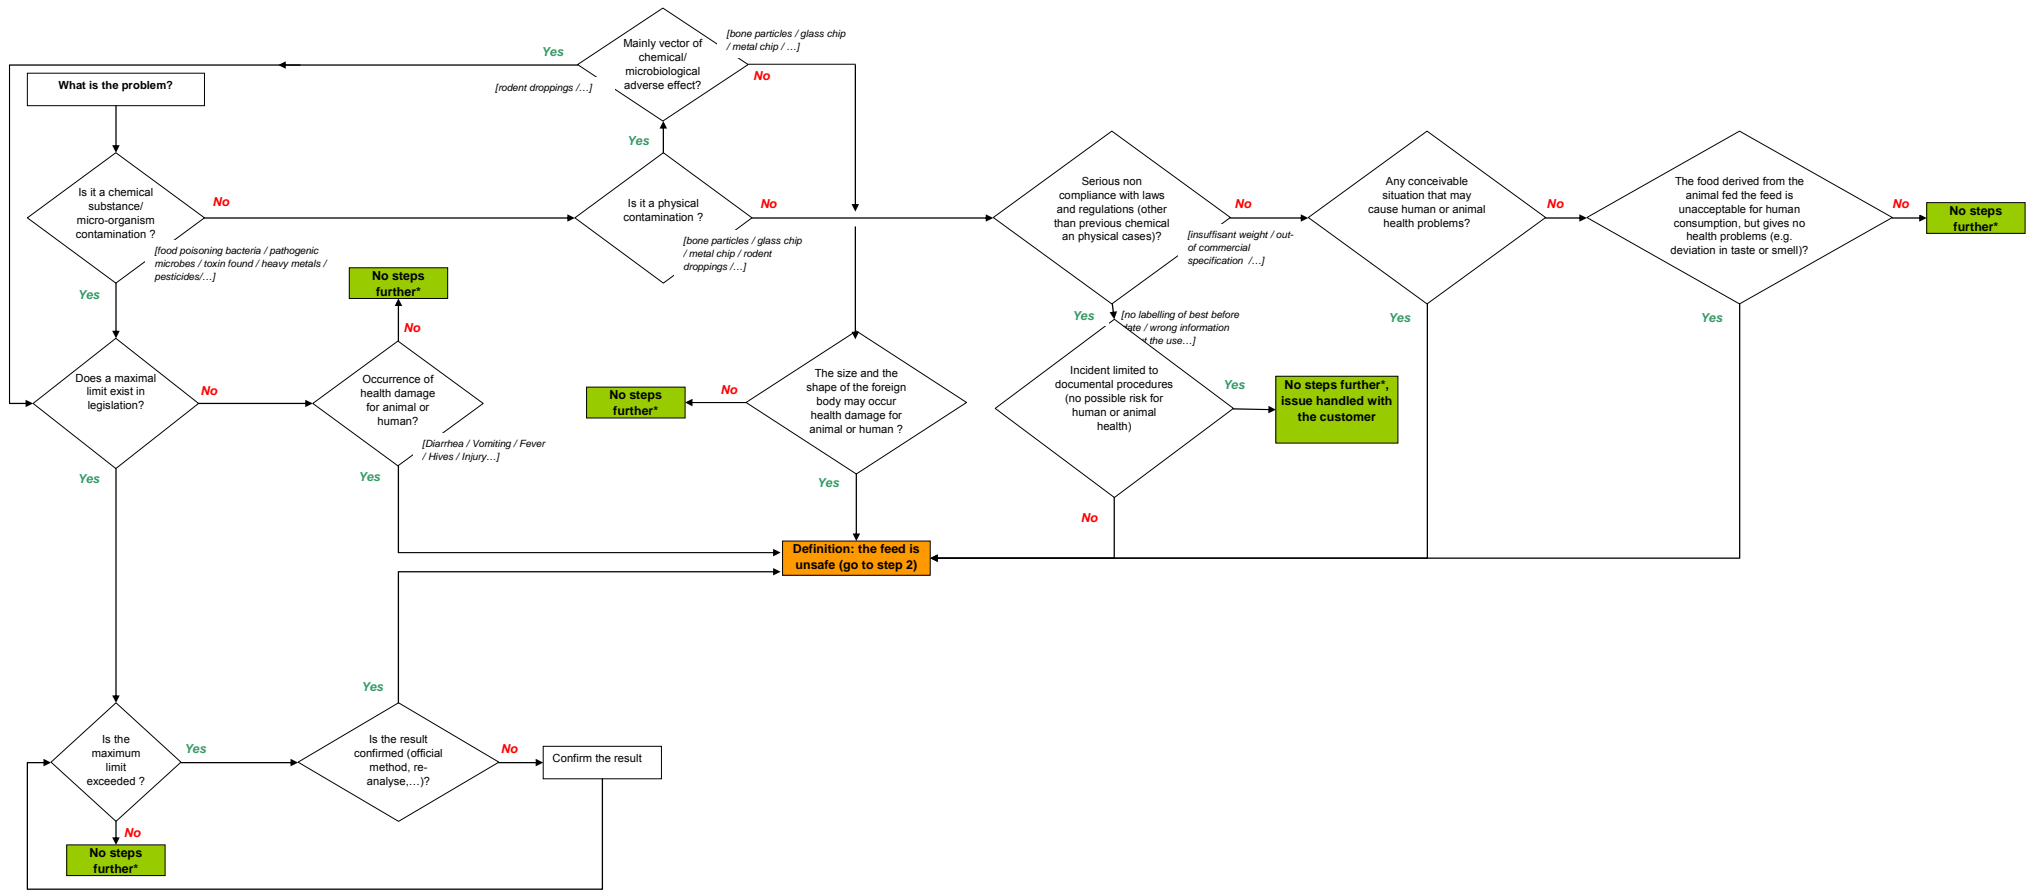 Yes
Mainly vector of
chemical/
microbiological
adverse effect?
[bone particles / glass chip
/ metal chip / …]
No
[rodent droppings /…]
What is the problem?
Yes
Is it a chemical
substance/
micro-organism
contamination ?
No
[food poisoning bacteria / pathogenic
microbes / toxin found / heavy metals /
pesticides/…]
Yes
Is it a physical
contamination ?
No
[bone particles / glass chip
/ metal chip / rodent
droppings /…]
Serious non
compliance with laws
and regulations (other
than previous chemical
an physical cases)?
No
[insuffisant weight / out-
of commercial
specification /…]
Any conceivable
situation that may
cause human or animal
health problems?
No
The food derived from the
animal fed the feed is
unacceptable for human
consumption, but gives no
health problems (e.g.
deviation in taste or smell)?
No
No steps
further*
No steps
further*
No
Yes
[no labelling of best before
date / wrong information
the use…]
Yes
Yes
Does a maximal
limit exist in
legislation?
No
Occurrence of
health damage
for animal or
human?
[Diarrhea / Vomiting / Fever
/ Hives / Injury…]
No steps
further*
No
The size and the
shape of the foreign
body may occur
health damage for
animal or human ?
Incident limited to
documental procedures
(no possible risk for
human or animal
health)
Yes
No steps further*,
issue handled with
the customer
Yes
Yes
Yes
No
Definition: the feed is
unsafe (go to step 2)
Yes
Is the
maximum
limit
exceeded ?
Yes
Is the result
confirmed (official
method, re-
analyse,…)?
No
Confirm the result
No
No steps
further*